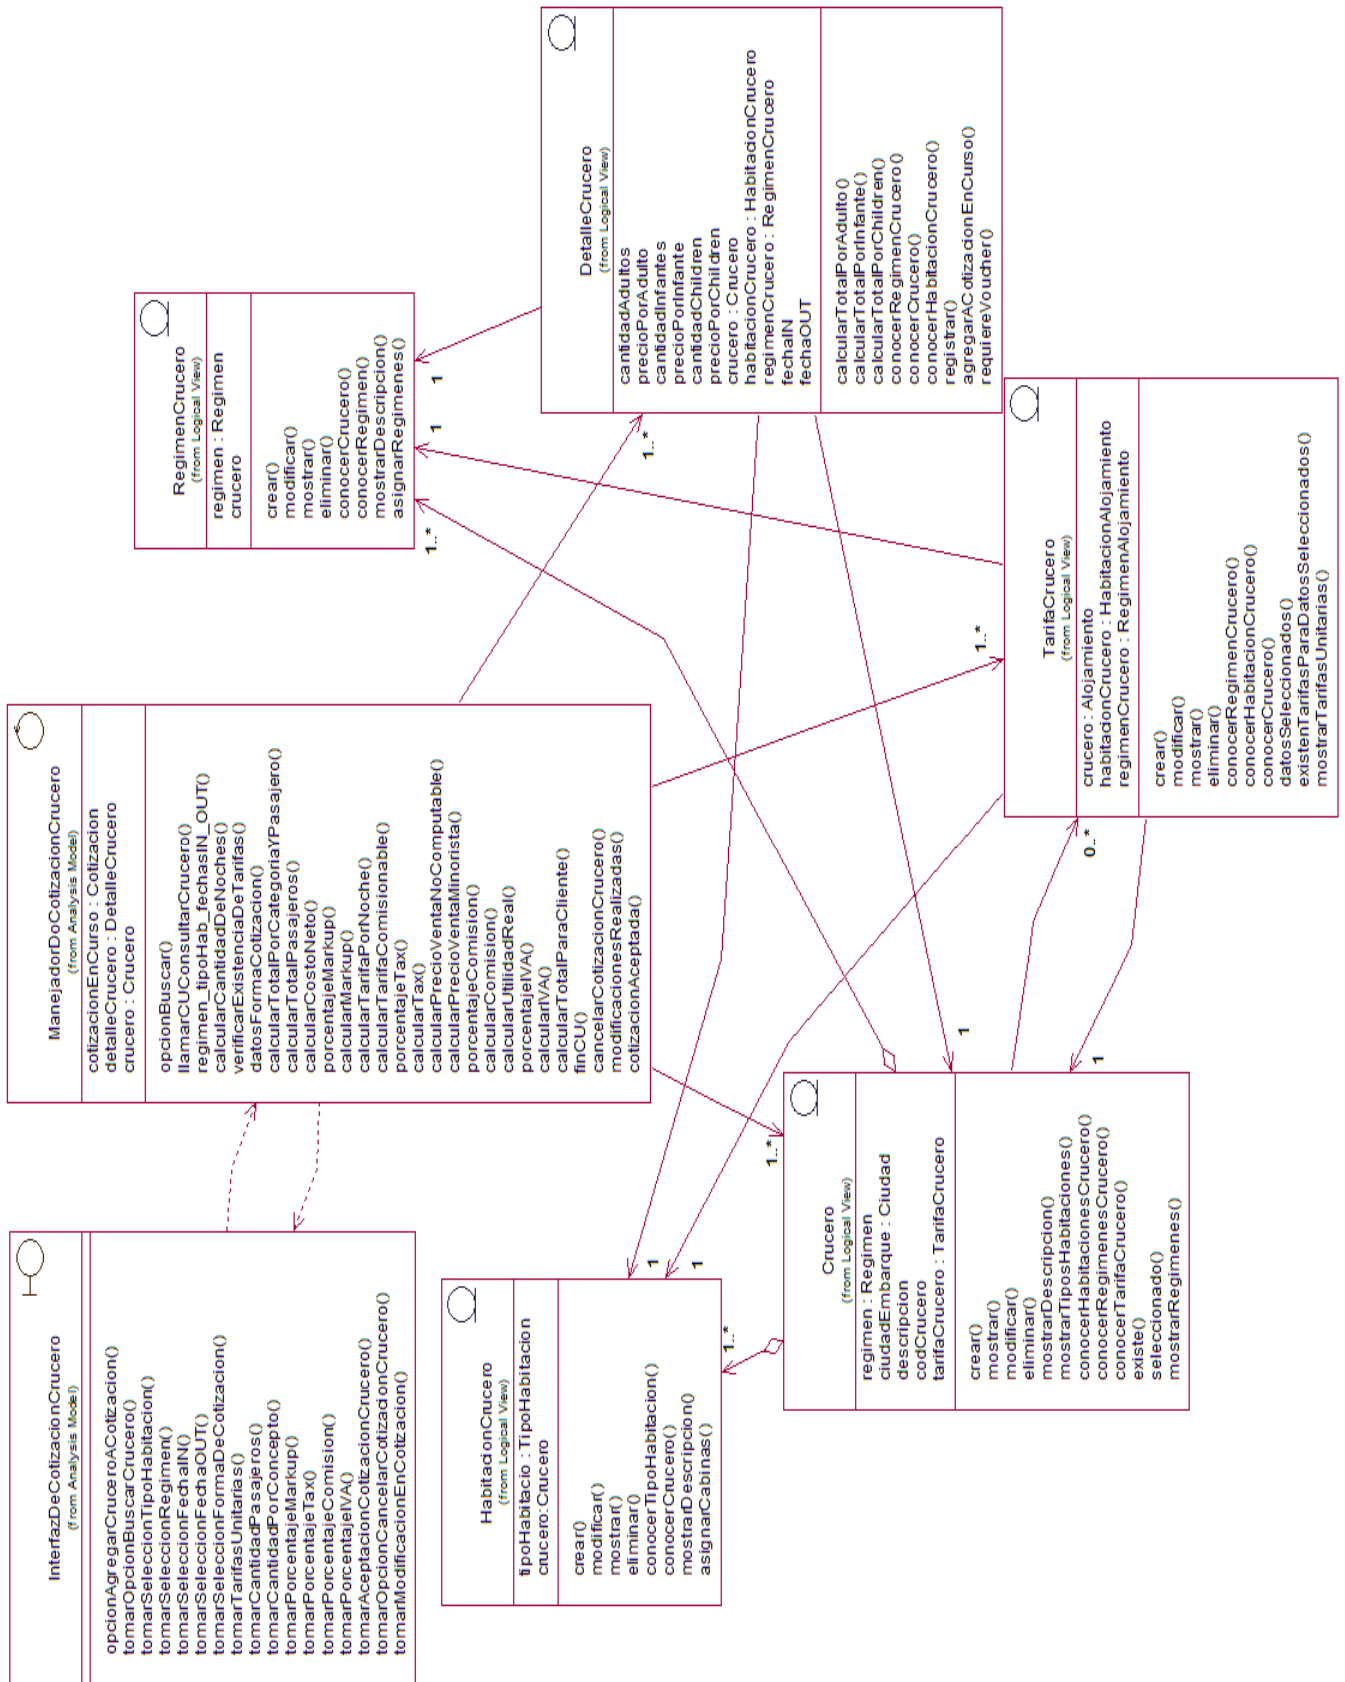 InterfazDeCotizacionCrucero
(from Analysis Model)
opcionAgregarCruceroACotizacion()
tomarOpcionBuscarCrucero()
tomarSeleccionTipoHabitacion()
tomarSeleccionRegimen()
tomarSeleccionFechaIN()
tomarSeleccionFechaOUT()
tomarSeleccionFormaDeCotizacion()
tomarTarifasUnitarias()
tomarCantidadPasajeros()
tomarCantidadPorConcepto()
tomarPorcentajeMarkup()
tomarPorcentajeTax()
tomarPorcentajeComision()
tomarPorcentajeIVA()
tomarAceptacionCotizacionCrucero()
tomarOpcionCancelarCotizacionCrucero()
tomarModificacionEnCotizacion()
ManejadorDoCotizacionCrucero
(from Analysis Model)
cotizacionEnCurso : Cotizacion
detalleCrucero : DetalleCrucero
crucero : Crucero
opcionBuscar()
llamarCUConsultarCrucero()
regimen_tipoHab_fechasIN_OUT()
calcularCantidadDeNoches()
verificarExistenciaDeTarifas()
datosFormaCotizacion()
calcularTotalPorCategoriaYPasajero()
calcularTotalPasajeros()
calcularCostoNeto()
porcentajeMarkup()
calcularMarkup()
calcularTarifaPorNoche()
calcularTarifaComisionable()
porcentajeTax()
calcularTax()
calcularPrecioVentaNoComputable()
calcularPrecioVentaMinorista()
porcentajeComision()
calcularComision()
calcularUtilidadReal()
porcentajeIVA()
calcularIVA()
calcularTotalParaCliente()
finCU()
cancelarCotizacionCrucero()
modificacionesRealizadas()
cotizacionAceptada()
RegimenCrucero
(from Logical View)
regimen : Regimen
crucero
crear()
modificar()
mostrar()
eliminar()
conocerCrucero()
conocerRegimen()
mostrarDescripcion()
asignarRegimenes()
1..*
1
1
HabitacionCrucero
(from Logical View)
tipoHabitacio : TipoHabitacion
crucero: Crucero
crear()
modificar()
mostrar()
eliminar()
conocerTipoHabitacion()
conocerCrucero()
mostrarDescripcion()
asignarCabinas()
1
1
1..*
DetalleCrucero
(from Logical View)
cantidadAdultos
precioPorAdulto
cantidadInfantes
precioPorInfante
cantidadChildren
precioPorChildren
crucero : Crucero
habitacionCrucero : HabitacionCrucero
regimenCrucero : RegimenCrucero
fechaIN
fechaOUT
calcularTotalPorAdulto()
calcularTotalPorInfante()
calcularTotalPorChildren()
conocerRegimenCrucero()
conocerCrucero()
conocerHabitacionCrucero()
registrar()
agregarACotizacionEnCurso()
requiereVoucher()
1..*
Crucero
(from Logical View)
regimen : Regimen
ciudadEmbarque : Ciudad
descripcion
codCrucero
tarifaCrucero : TarifaCrucero
crear()
mostrar()
modificar()
eliminar()
mostrarDescripcion()
mostrarTiposHabitaciones()
conocerHabitacionesCrucero()
conocerRegimenesCrucero()
conocerTarifaCrucero()
existe()
seleccionado()
mostrarRegimenes()
1..*
1
1
TarifaCrucero
(from Logical View)
crucero : Alojamiento
habitacionCrucero : HabitacionAlojamiento
regimenCrucero : RegimenAlojamiento
crear()
modificar()
mostrar()
eliminar()
conocerRegimenCrucero()
conocerHabitacionCrucero()
conocerCrucero()
datosSeleccionados()
existenTarifasParaDatosSeleccionados()
mostrarTarifasUnitarias()
1..*
0..*